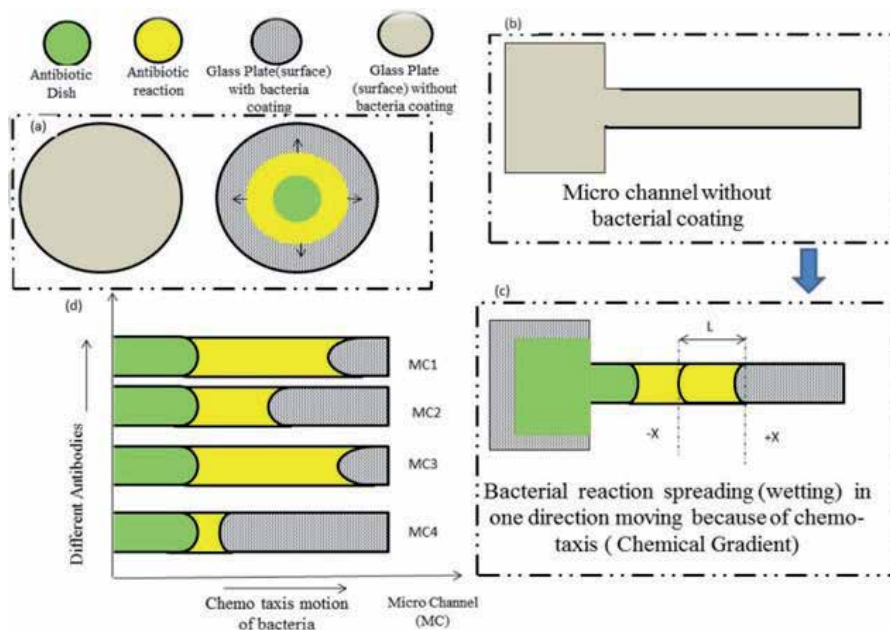 Antibiotic
Dish
Antibiotic
reaction
Glass Plate(surface)
with bacteria
coating
Glass Plate
(surface) without
bacteria coating
(a)
(b)
Micro channel without
bacterial coating
(c)
L
-X
+X
Bacterial reaction spreading (wetting) in
one direction moving because of chemo-
taxis ( Chemical Gradient)
(d)
Different Antibodies
MC1
MC2
MC3
MC4
Chemo taxis motion
of bacteria
Micro Channel
(MC)